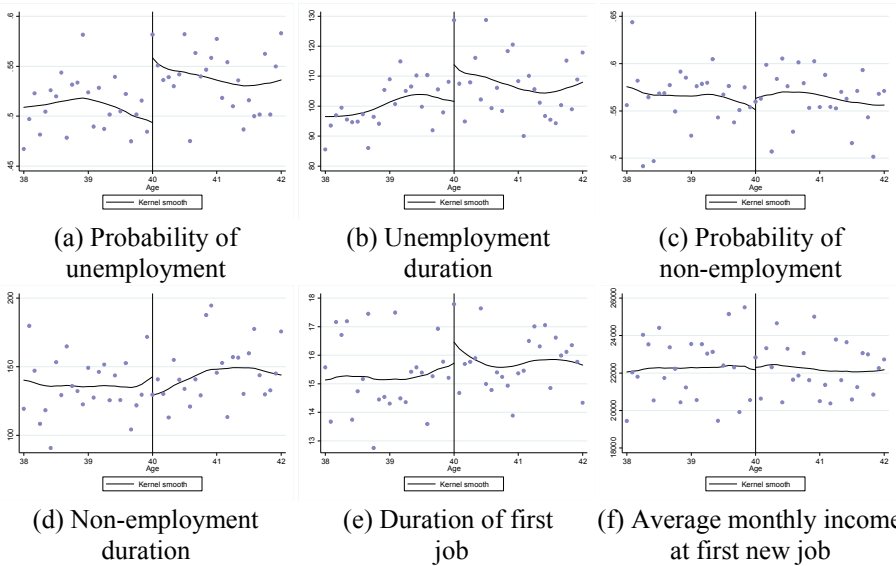 .6
.55
.5
.45
38
39
40
41
42
Age
Kernel smooth
(a) Probability of
unemployment
130
120
110
100
90
80
38
39
40
41
42
Age
Kernel smooth
(b) Unemployment
duration
.65
.6
.55
.5
38
39
40
41
42
Age
Kernel smooth
(c) Probability of
non-employment
200
150
100
38
39
40
41
42
Age
Kernel smooth
(d) Non-employment
duration
18
17
16
15
14
13
38
39
40
41
42
Age
Kernel smooth
(e) Duration of first
job
26000
24000
22000
20000
18000
38
39
40
41
42
Age
Kernel smooth
(f) Average monthly income
at first new job